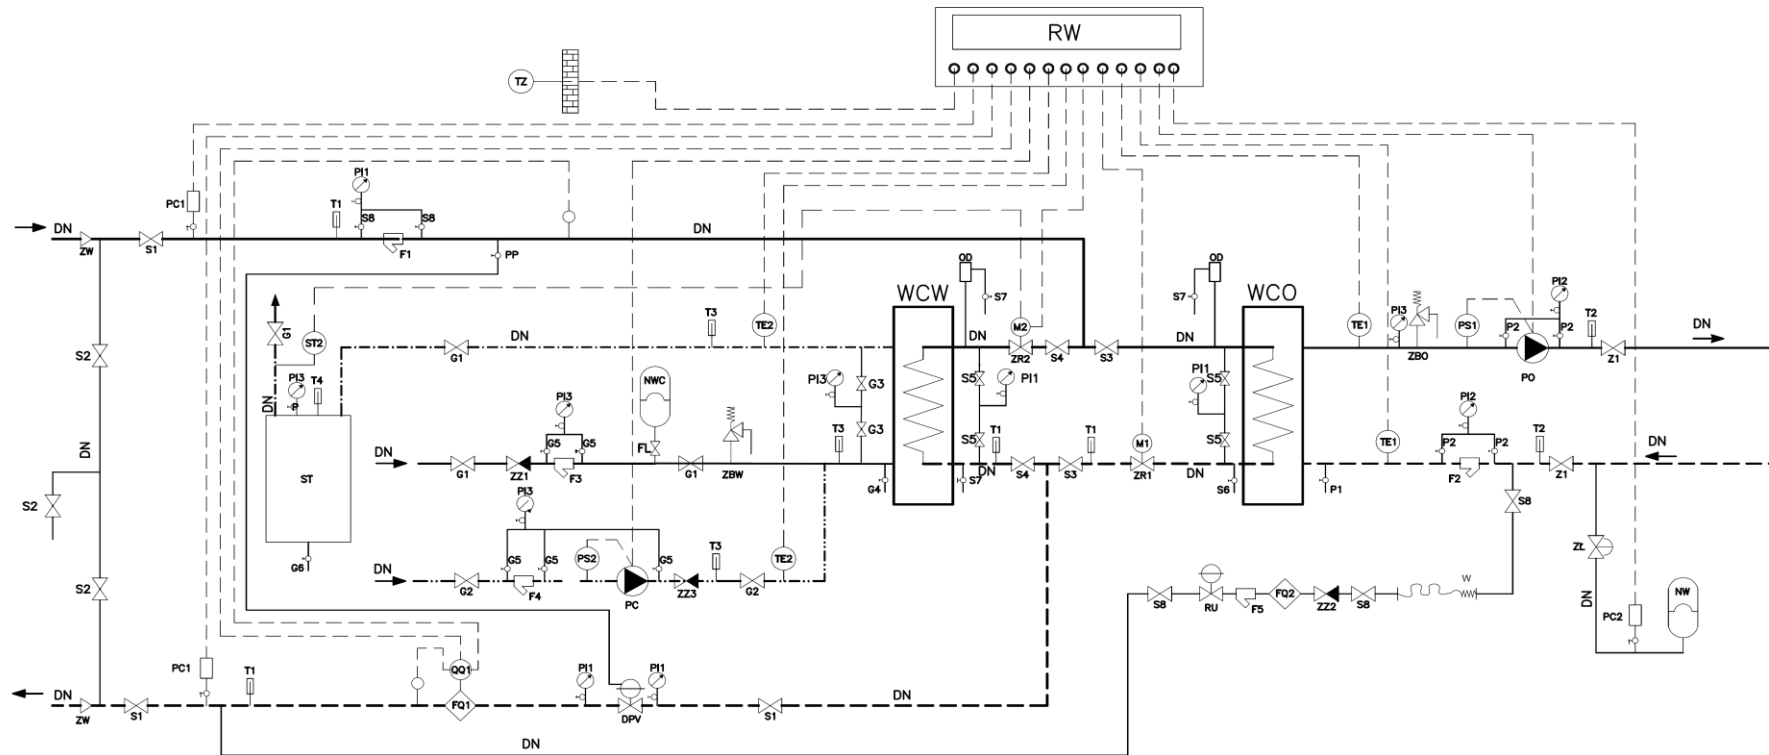 RW
TZ
PI1
PC1
T1
S8
S8
DN
DN
ZW
S1
F1
PP
OD
OD
G1
ST2
T3
TE2
WCW
S7
M2
S7
WCO
TE1
PI3
ZBO
PS1
PI2
P2
P2
T2
DN
DN
G1
DN
ZR2
S4
S3
DN
PO
Z1
S2
PI3
P
T4
DN
NWC
PI3
G3
S5
PI1
PI1
S5
PI3
G5
G5
FL
T3
G3
S5
T1
T1
M1
S5
TE1
PI2
P2
P2
T2
DN
DN
DN
G1
ZZ1
F3
G1
ZBW
G4
DN
S7
S4
S3
ZR1
DN
S6
P1
F2
Z1
ST
S2
PI3
S8
G5
G5
PS2
G5
T3
TE2
ZŁ
DN
G6
G2
F4
PC
ZZ3
G2
S2
W
S8
RU
F5
FQ2
ZZ2
S8
DN
PC2
NW
PC1
T1
QQ1
PI1
PI1
DN
DN
ZW
S1
FQ1
DPV
S1
DN